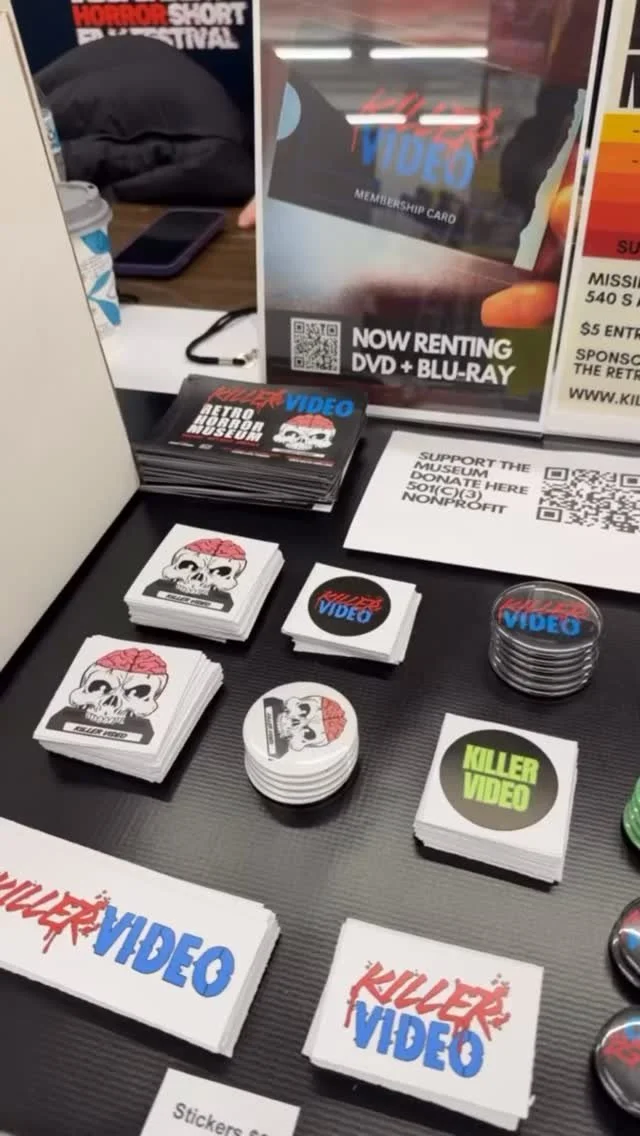 HORROR SHORT
FILM FESTIVAL
KILLER
VIDEO
MEMBERSHIP CARD
NOW RENTING
DVD + BLU-RAY
SU
MISSI
540 S
$5 ENTR
SPONSO
THE RETR
WWW.KIL
KILLER VIDEO
RETRO
HORROR
MUSEUM
SUPPORT THE
MUSEUM
DONATE HERE
501(C)(3)
NONPROFIT
KILLER VIDEO
KILLER
VIDEO
KILLER
VIDEO
KILLER VIDEO
KILLER
VIDEO
KILLER VIDEO
KILLER
VIDEO
Stickers